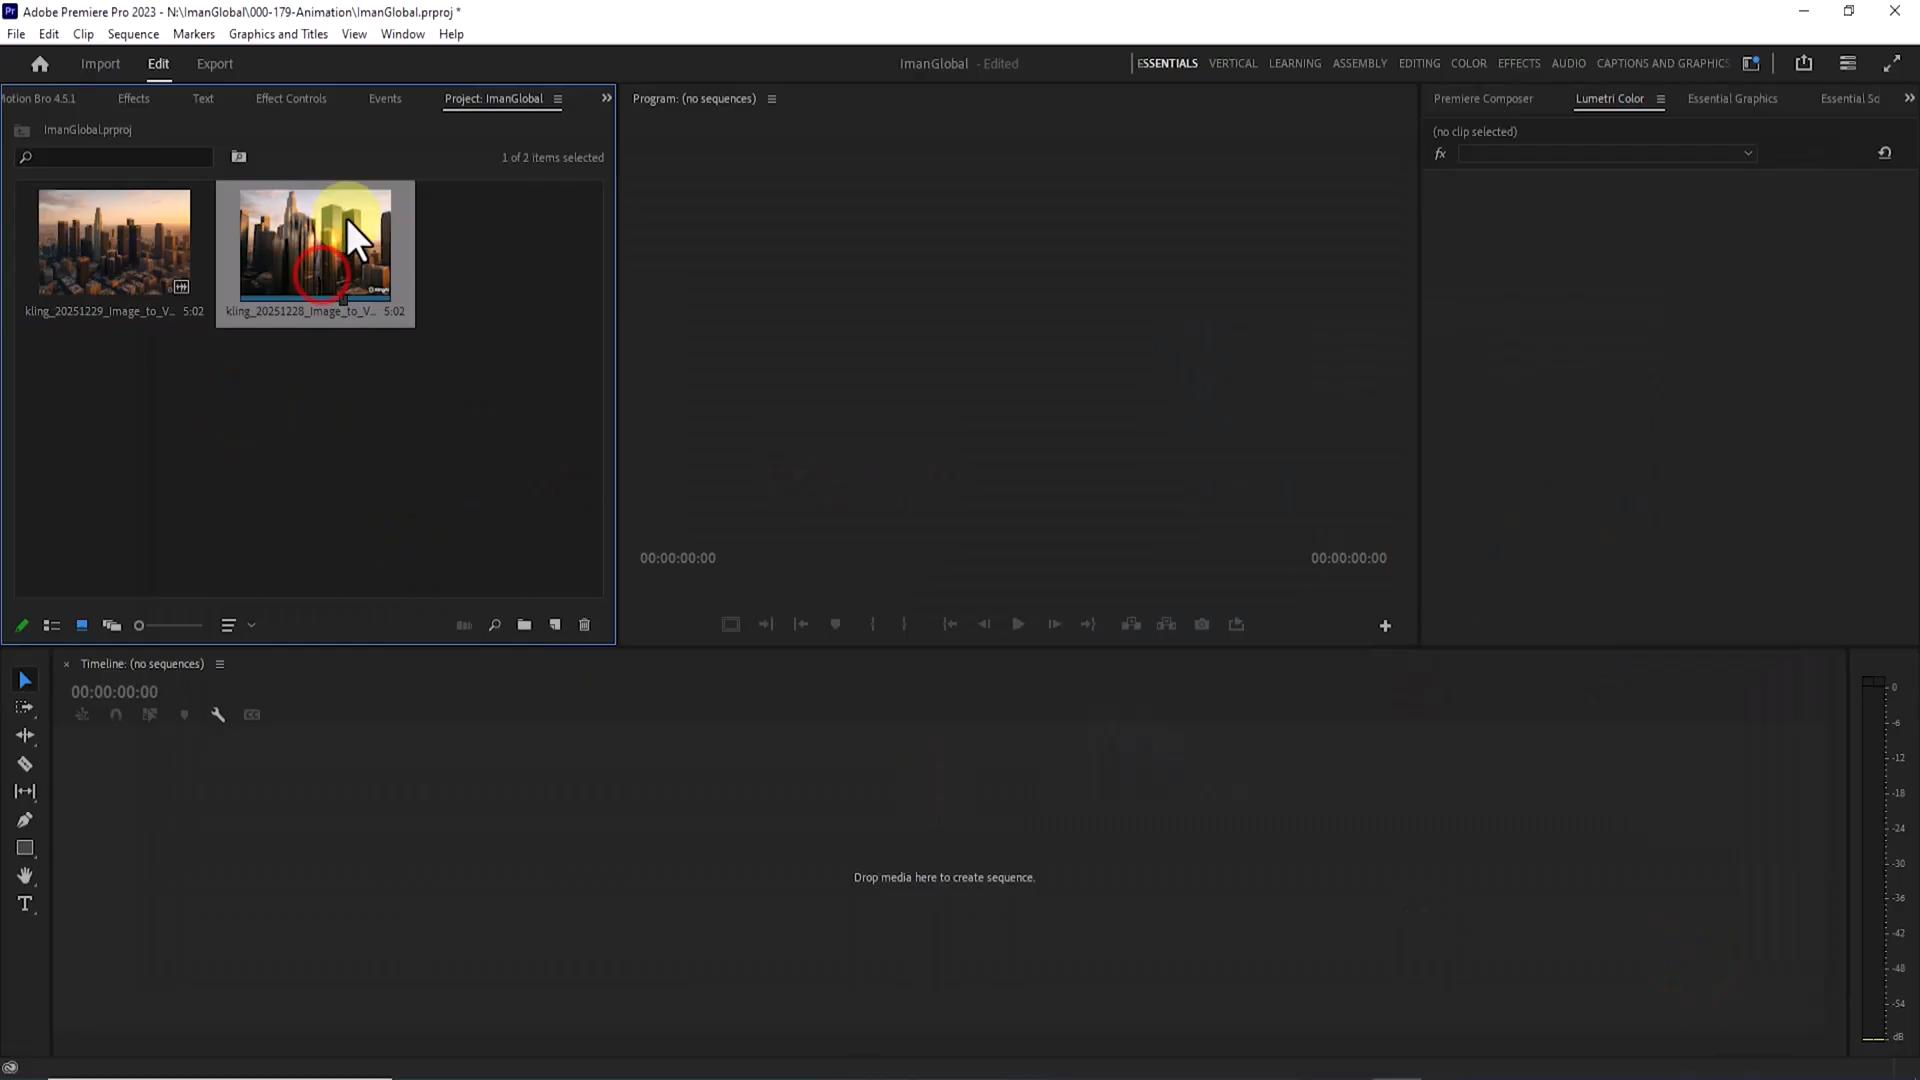 Adobe Premiere Pro 2023 - N:\ImanGlobal\000-179-Animation\ImanGlobal.prproj *
File Edit Clip Sequence Markers Graphics and Titles View Window Help
Import Edit Export
ImanGlobal - Edited
ESSENTIALS VERTICAL LEARNING ASSEMBLY EDITING COLOR EFFECTS AUDIO CAPTIONS AND GRAPHICS
Motion Bro 4.5.1 Effects Text Effect Controls Events Project: ImanGlobal
Program: (no sequences)
Premiere Composer Lumetri Color Essential Graphics Essential So
ImanGlobal.prproj
(no clip selected)
fx
1 of 2 items selected
kling_20251229_Image_to_V... 5:02
kling_20251228_Image_to_V... 5:02
00:00:00:00
00:00:00:00
Timeline: (no sequences)
00:00:00:00
CC
Drop media here to create sequence.
0
-6
-12
-18
-24
-30
-36
-42
-48
-54
dB